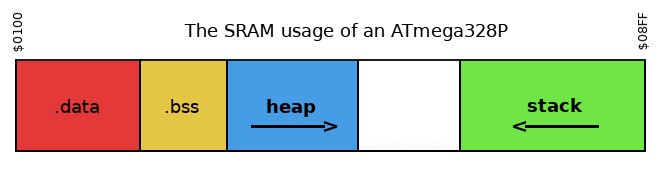 The SRAM usage of an ATmega328P
$0100
$08FF
.data
.bss
heap
stack